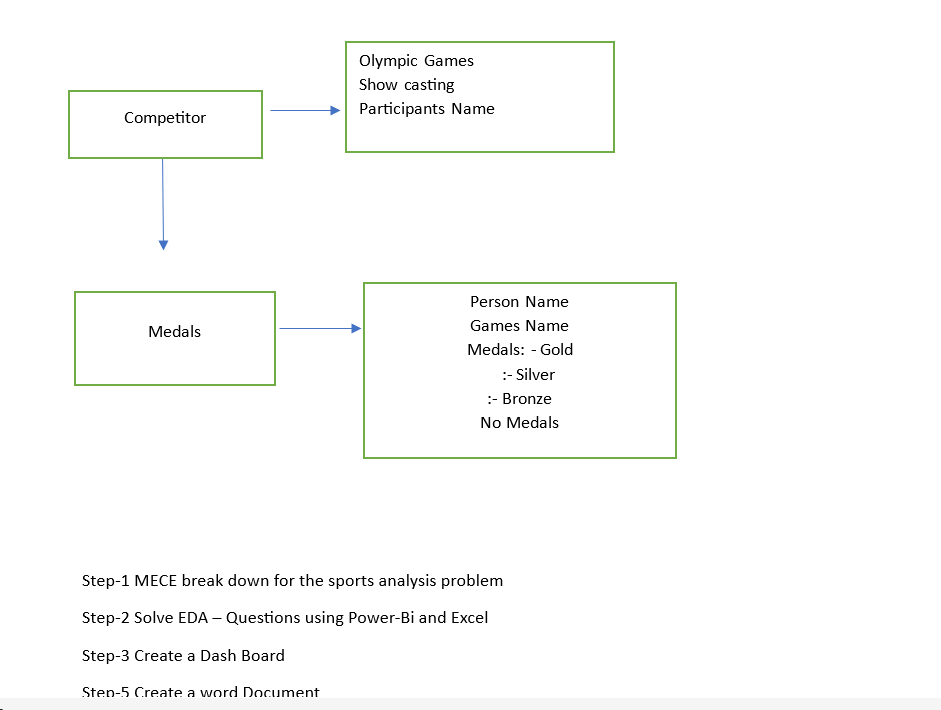 Olympic Games
Show casting
Participants Name
Competitor
Person Name
Games Name
Medals: - Gold
:- Silver
:- Bronze
No Medals
Medals
Step-1 MECE break down for the sports analysis problem
Step-2 Solve EDA – Questions using Power-Bi and Excel
Step-3 Create a Dash Board
Step-5 Create a word Document